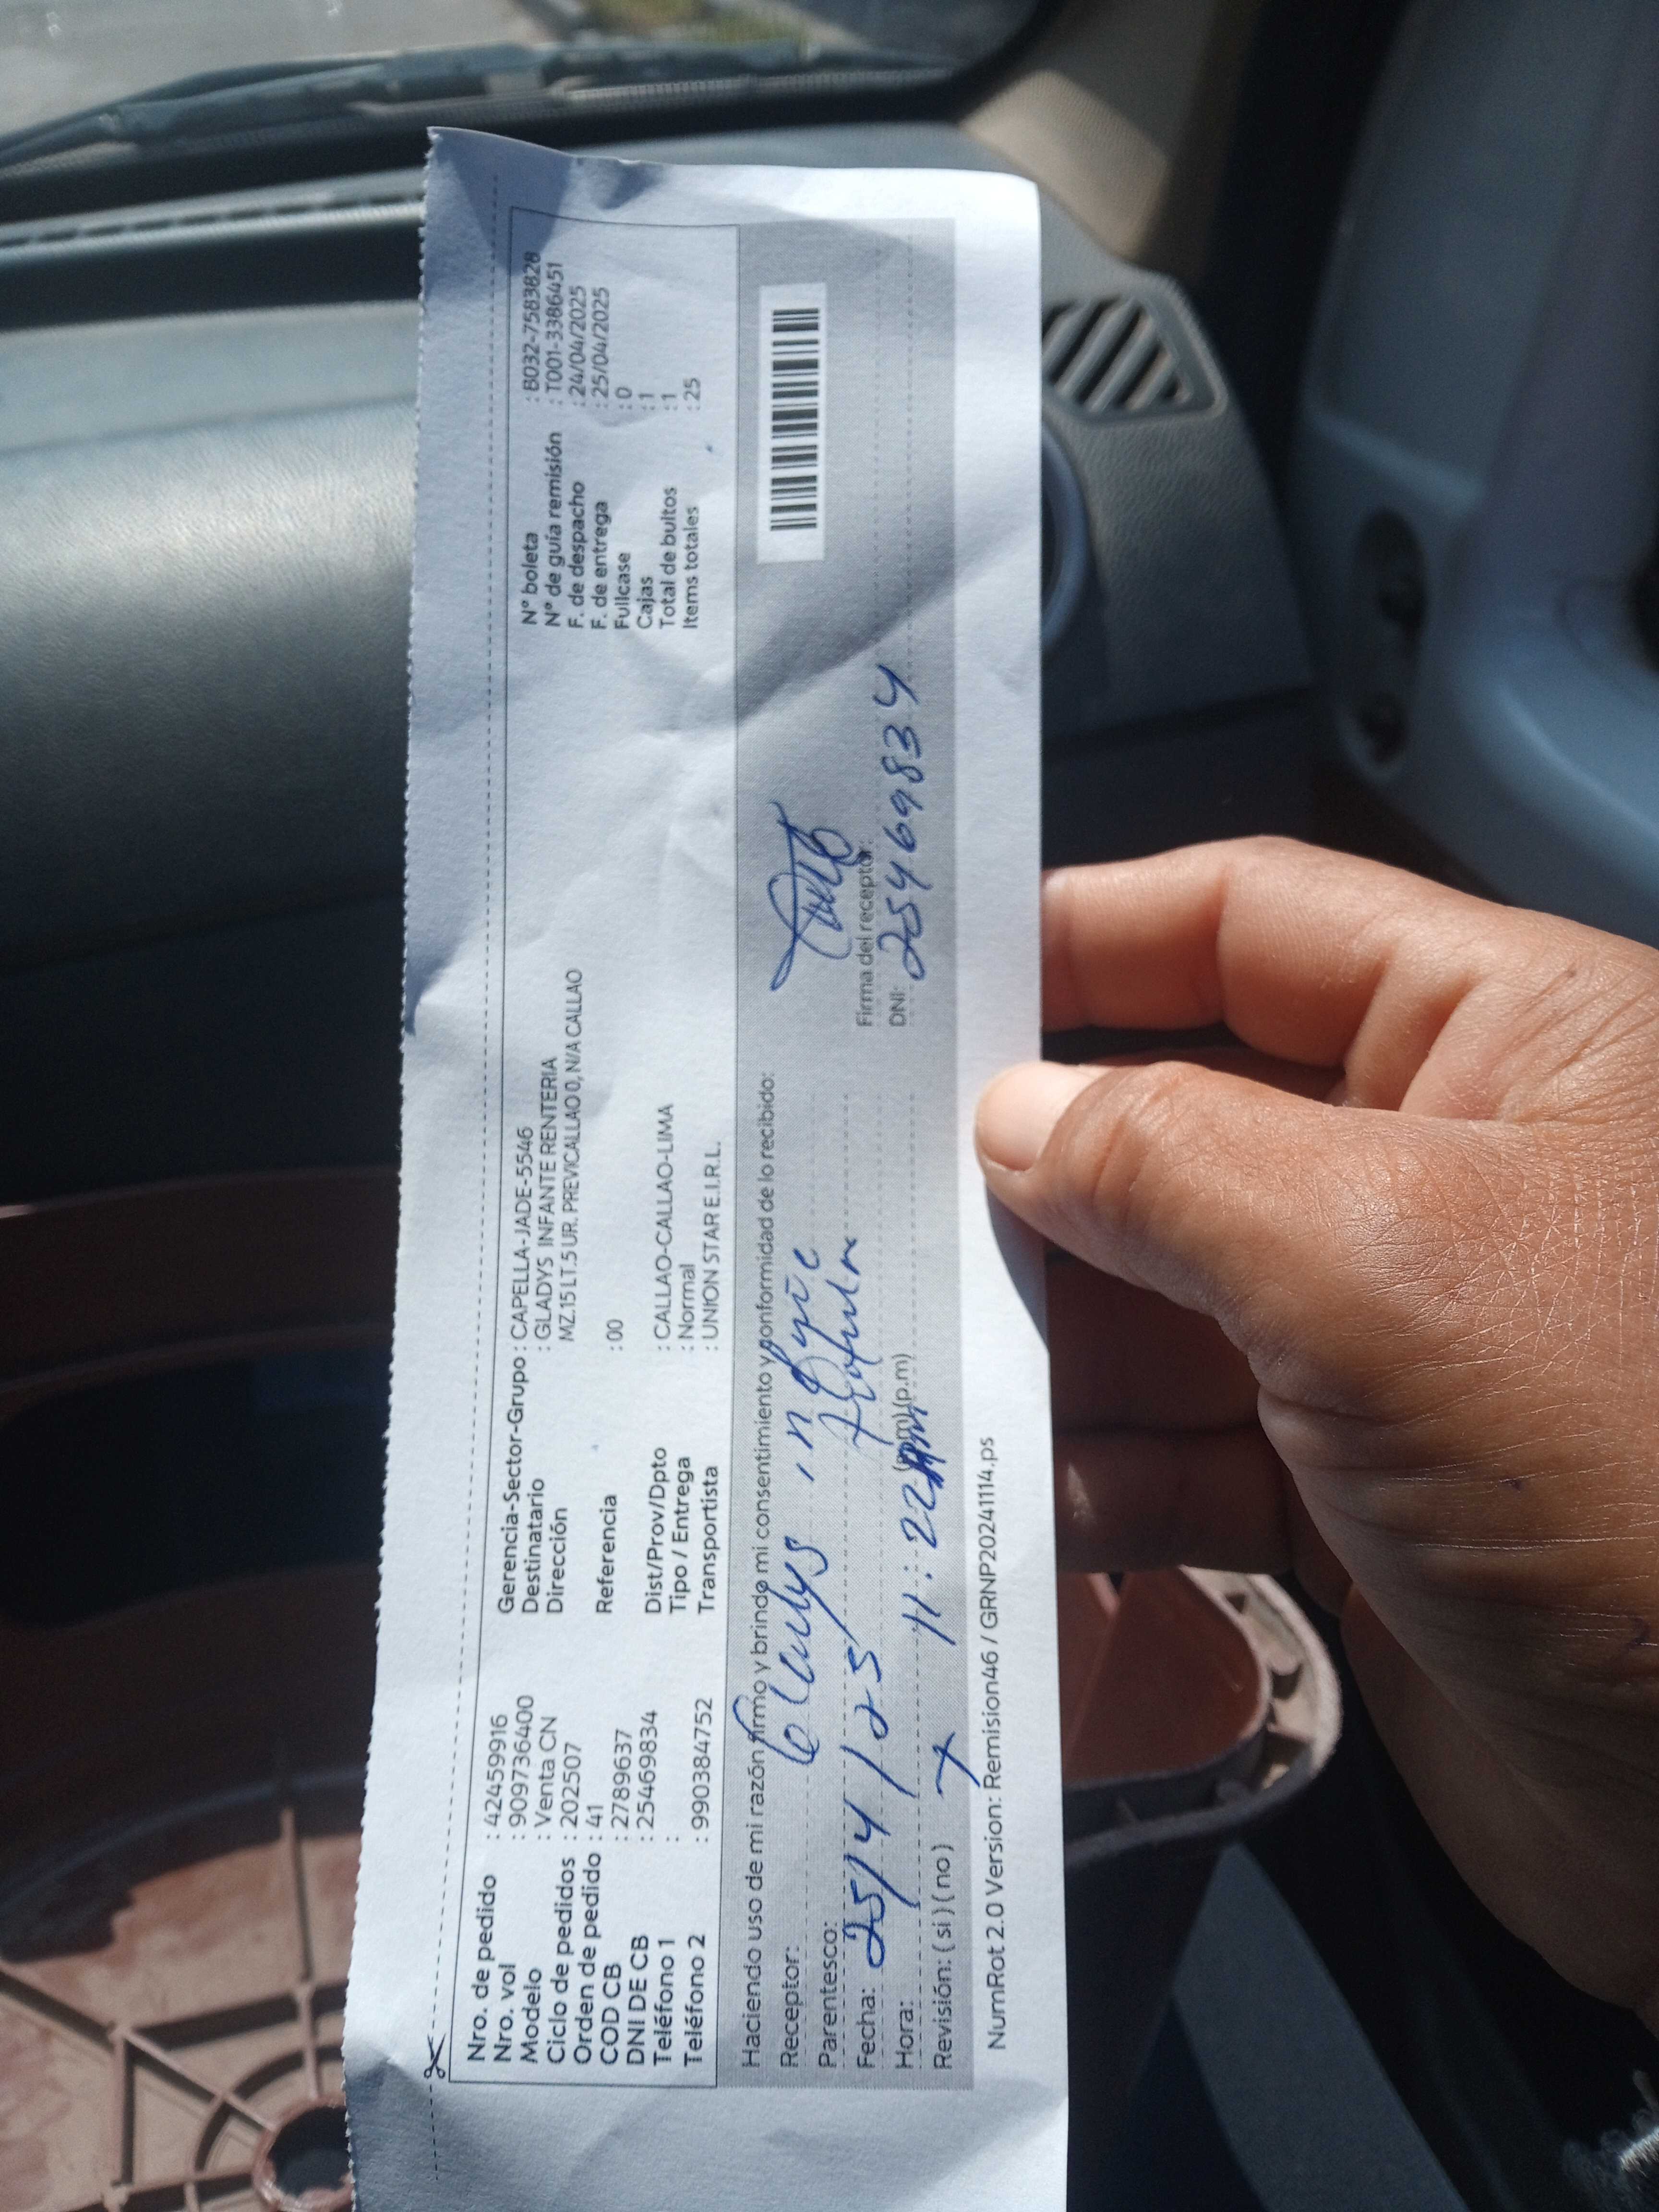 Nro. de pedido : 42459916
Nro. vol : 909736400
Modelo : Venta CN
Ciclo de pedidos : 202507
Orden de pedido : 41
COD CB : 2789637
DNI DE CB : 25469834
Teléfono 1 :
Teléfono 2 : 990384752
Gerencia-Sector-Grupo : CAPELLA-JADE-5546
Destinatario : GLADYS INFANTE RENTERIA
Dirección MZ.15 LT.5 UR. PREVI CALLAO 0, N/A CALLAO
Referencia : 00
Dist/Prov/Dpto : CALLAO-CALLAO-LIMA
Tipo / Entrega : Normal
Transportista : UNION STAR E.I.R.L.
N° boleta : B032-7583828
N° de guía remisión : T001-3386451
F. de despacho : 24/04/2025
F. de entrega : 25/04/2025
Fullcase : 0
Cajas : 1
Total de bultos : 1
Items totales : 25
Haciendo uso de mi razón firmo y brindo mi consentimiento y conformidad de lo recibido:
Receptor: Gladys
Parentesco:
Fecha: 25/4/25
Hora: 11:22 (a.m) (p.m)
Revisión: ( si ) ( no )
Firma del receptor:
DNI: 25469834
NumRot 2.0 Version: Remision46 / GRNP20241114.ps